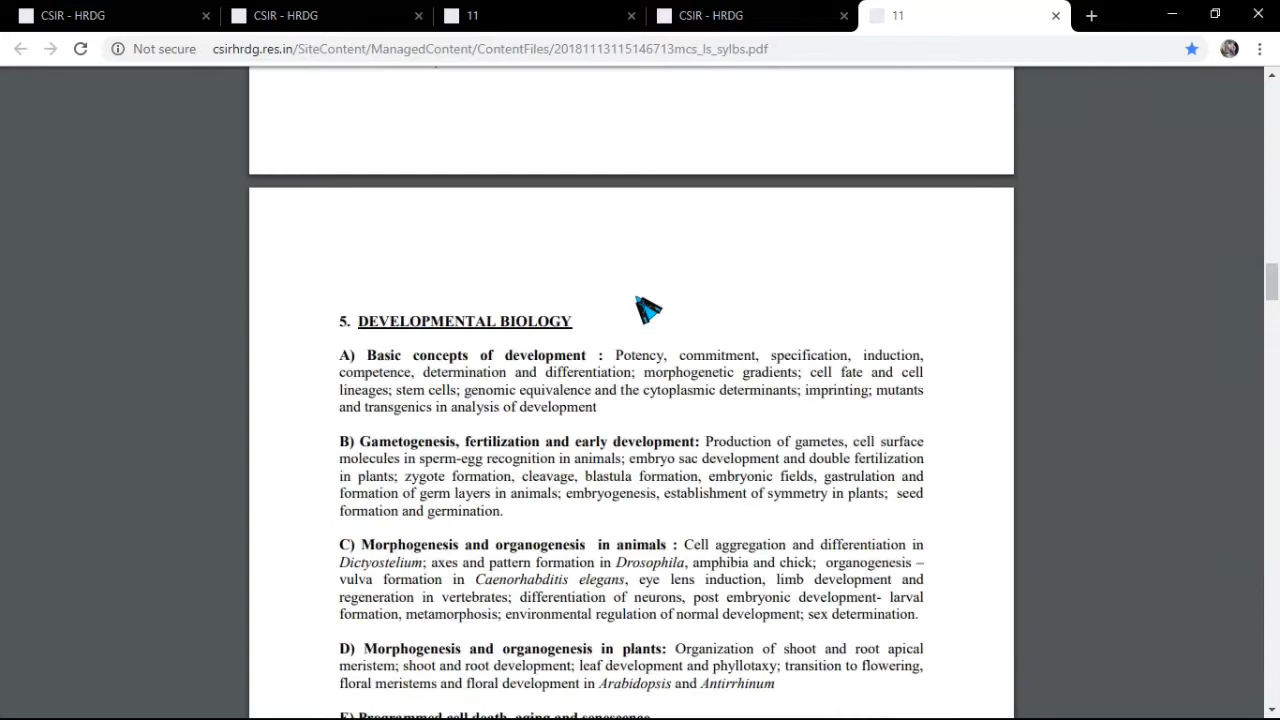 CSIR - HRDG
CSIR - HRDG
11
CSIR - HRDG
11
Not secure
csirhrdg.res.in/SiteContent/ManagedContent/ContentFiles/20181113115146713mcs_ls_sylbs.pdf
5. DEVELOPMENTAL BIOLOGY
A) Basic concepts of development : Potency, commitment, specification, induction,
competence, determination and differentiation; morphogenetic gradients; cell fate and cell
lineages; stem cells; genomic equivalence and the cytoplasmic determinants; imprinting; mutants
and transgenics in analysis of development
B) Gametogenesis, fertilization and early development: Production of gametes, cell surface
molecules in sperm-egg recognition in animals; embryo sac development and double fertilization
in plants; zygote formation, cleavage, blastula formation, embryonic fields, gastrulation and
formation of germ layers in animals; embryogenesis, establishment of symmetry in plants; seed
formation and germination.
C) Morphogenesis and organogenesis in animals : Cell aggregation and differentiation in
Dictyostelium; axes and pattern formation in Drosophila, amphibia and chick; organogenesis –
vulva formation in Caenorhabditis elegans, eye lens induction, limb development and
regeneration in vertebrates; differentiation of neurons, post embryonic development- larval
formation, metamorphosis; environmental regulation of normal development; sex determination.
D) Morphogenesis and organogenesis in plants: Organization of shoot and root apical
meristem; shoot and root development; leaf development and phyllotaxy; transition to flowering,
floral meristems and floral development in Arabidopsis and Antirrhinum
E) Programmed cell death, aging and senescence